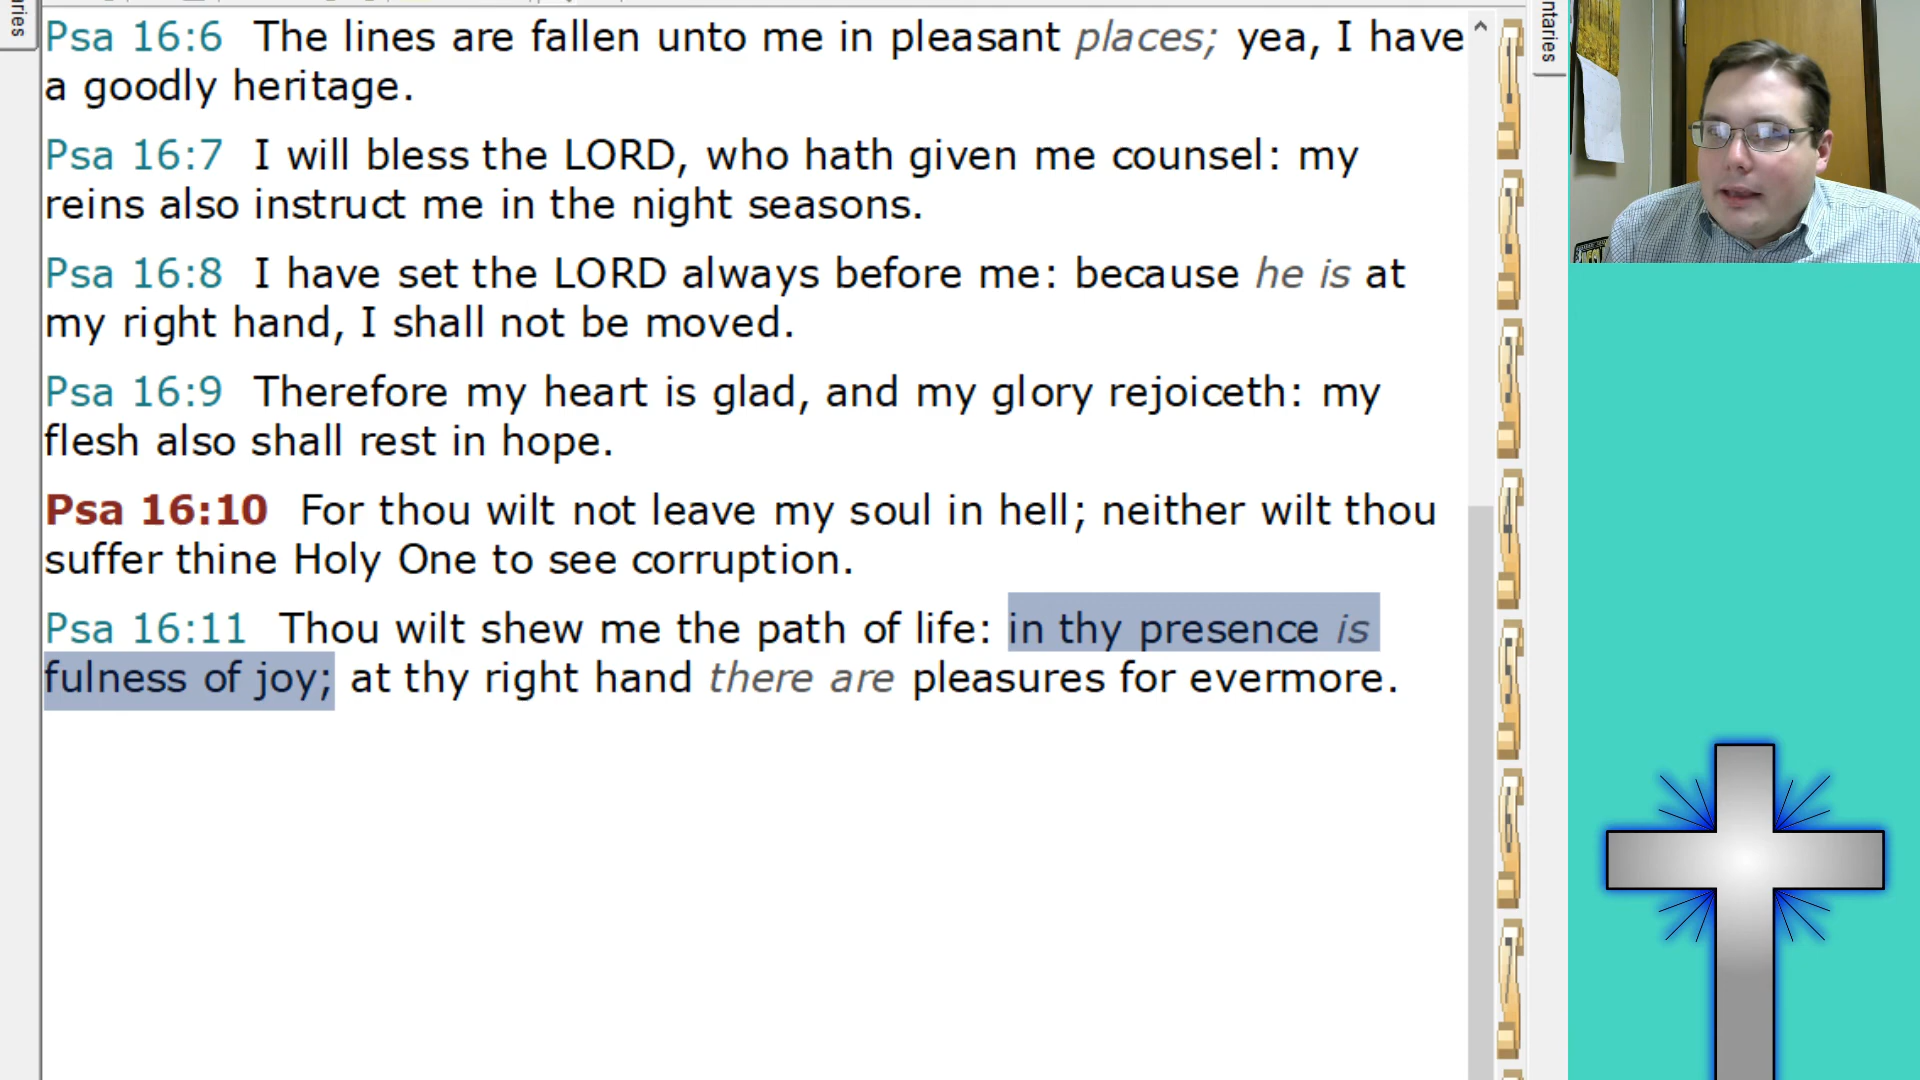 aries
ntaries
Psa 16:6 The lines are fallen unto me in pleasant places; yea, I have
a goodly heritage.
Psa 16:7 I will bless the LORD, who hath given me counsel: my
reins also instruct me in the night seasons.
Psa 16:8 I have set the LORD always before me: because he is at
my right hand, I shall not be moved.
Psa 16:9 Therefore my heart is glad, and my glory rejoiceth: my
flesh also shall rest in hope.
Psa 16:10 For thou wilt not leave my soul in hell; neither wilt thou
suffer thine Holy One to see corruption.
Psa 16:11 Thou wilt shew me the path of life: in thy presence is
fulness of joy; at thy right hand there are pleasures for evermore.